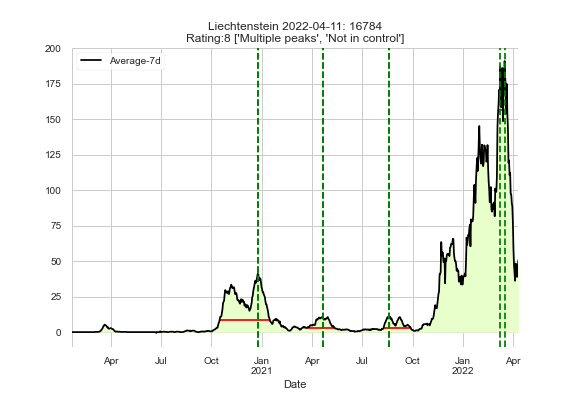 Liechtenstein 2022-04-11: 16784
Rating:8 ['Multiple peaks', 'Not in control']
Average-7d
200
175
150
125
100
75
50
25
0
Apr Jul Oct Jan Apr Jul Oct Jan Apr
2021 2022
Date